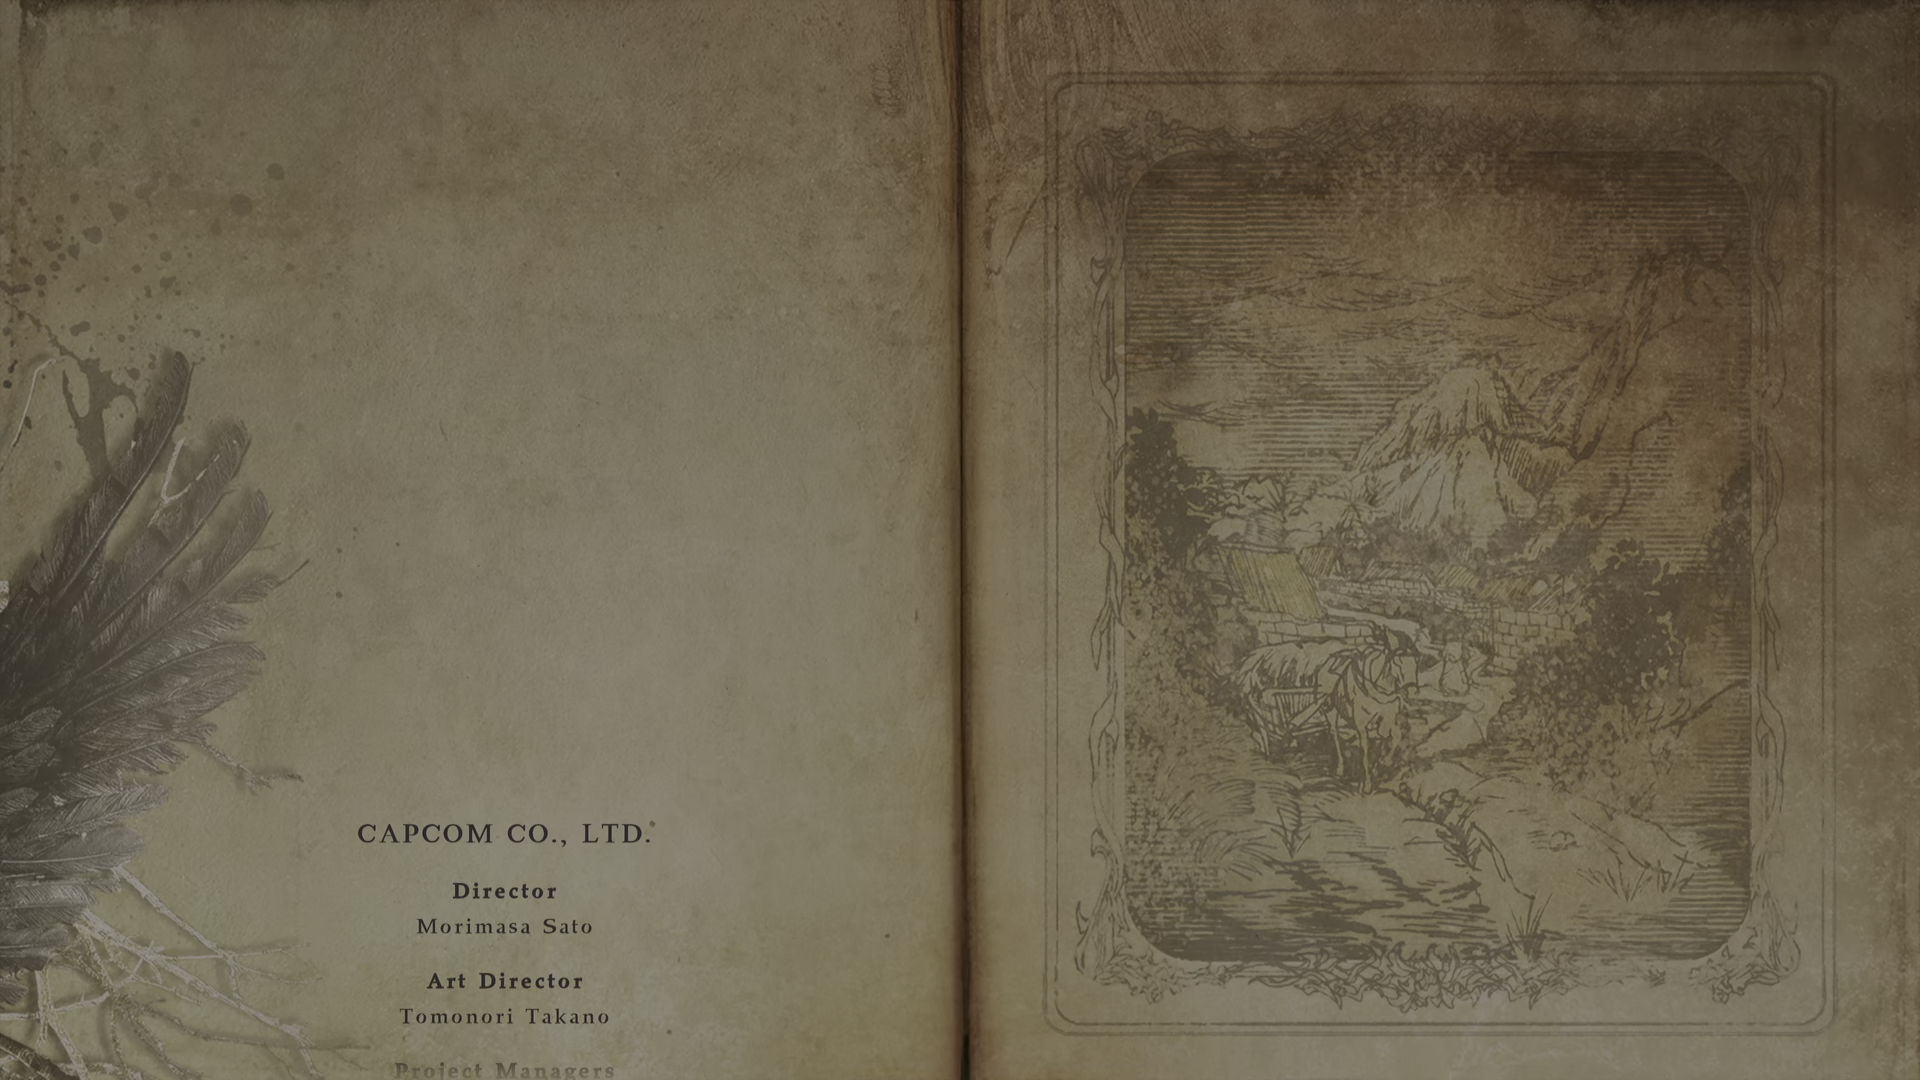 CAPCOM CO., LTD.
Director
Morimasa Sato
Art Director
Tomonori Takano
Project Managers